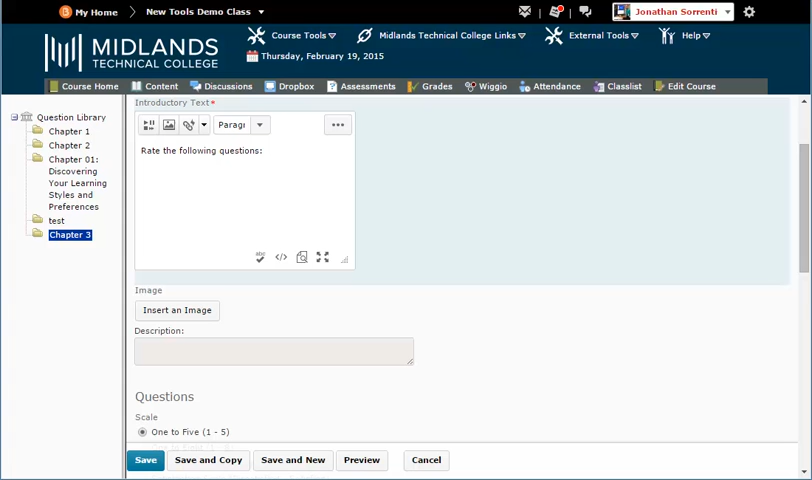 My Home
New Tools Demo Class
Jonathan Sorrenti
MIDLANDS
TECHNICAL COLLEGE
Course Tools
Midlands Technical College Links
External Tools
Help
Thursday, February 19, 2015
Course Home
Content
Discussions
Dropbox
Assessments
Grades
Wiggio
Attendance
Classlist
Edit Course
Question Library
Chapter 1
Chapter 2
Chapter 01:
Discovering
Your Learning
Styles and
Preferences
test
Chapter 3
Introductory Text*
Paragr
Rate the following questions:
abc
Image
Insert an Image
Description:
Questions
Scale
One to Five (1 - 5)
Save
Save and Copy
Save and New
Preview
Cancel